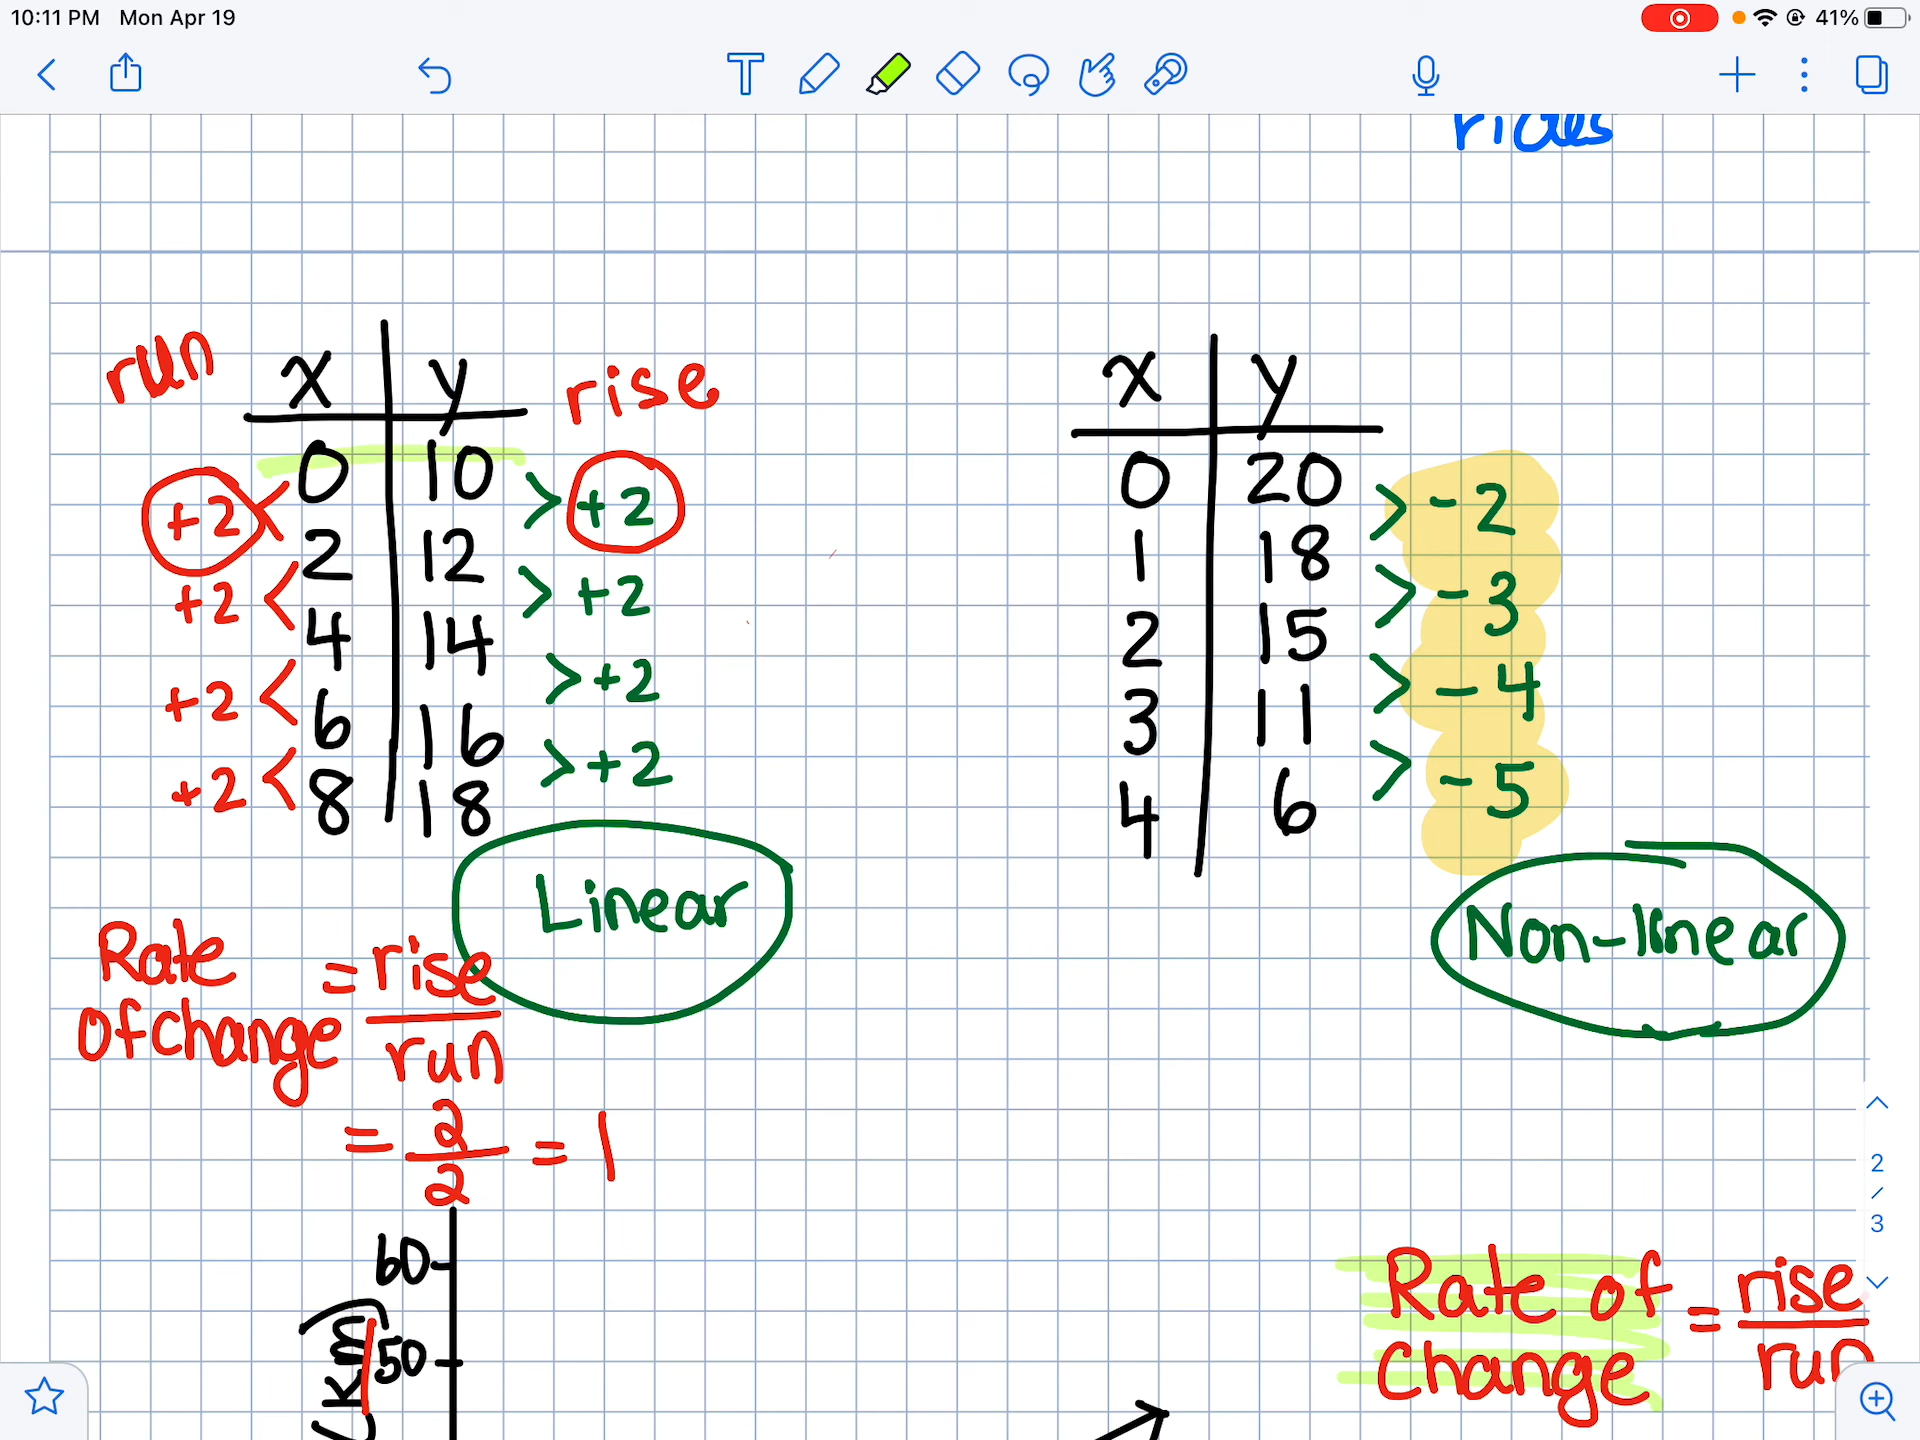 10:11 PM Mon Apr 19
41%
rides
run
x y
rise
0 10
+2
+2
2 12
+2
+2
4 14
+2
+2
6 16
+2
+2
8 18
Linear
x y
0 20
- 2
1 18
- 3
2 15
- 4
3 11
- 5
4 6
Non-linear
Rate of change = rise
run
= 2
2
= 1
60
50
(km
2
/
3
Rate of
change
= rise
run